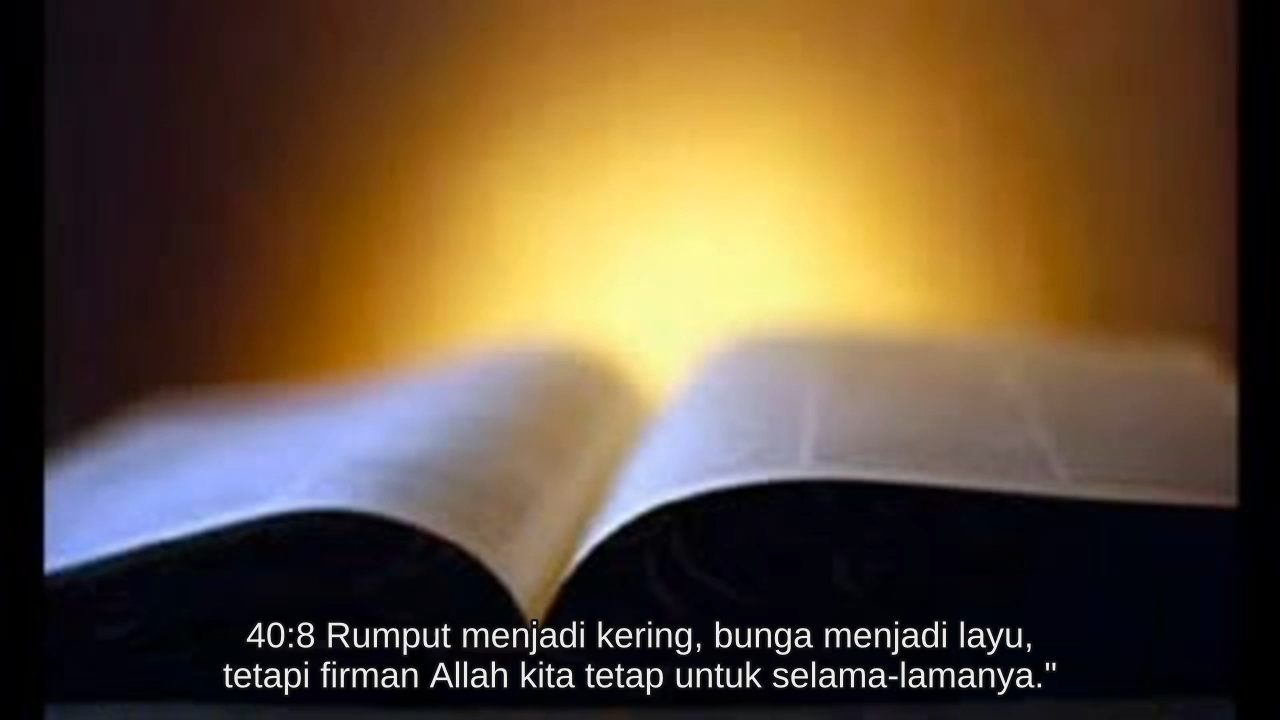 40:8 Rumput menjadi kering, bunga menjadi layu,
tetapi firman Allah kita tetap untuk selama-lamanya."